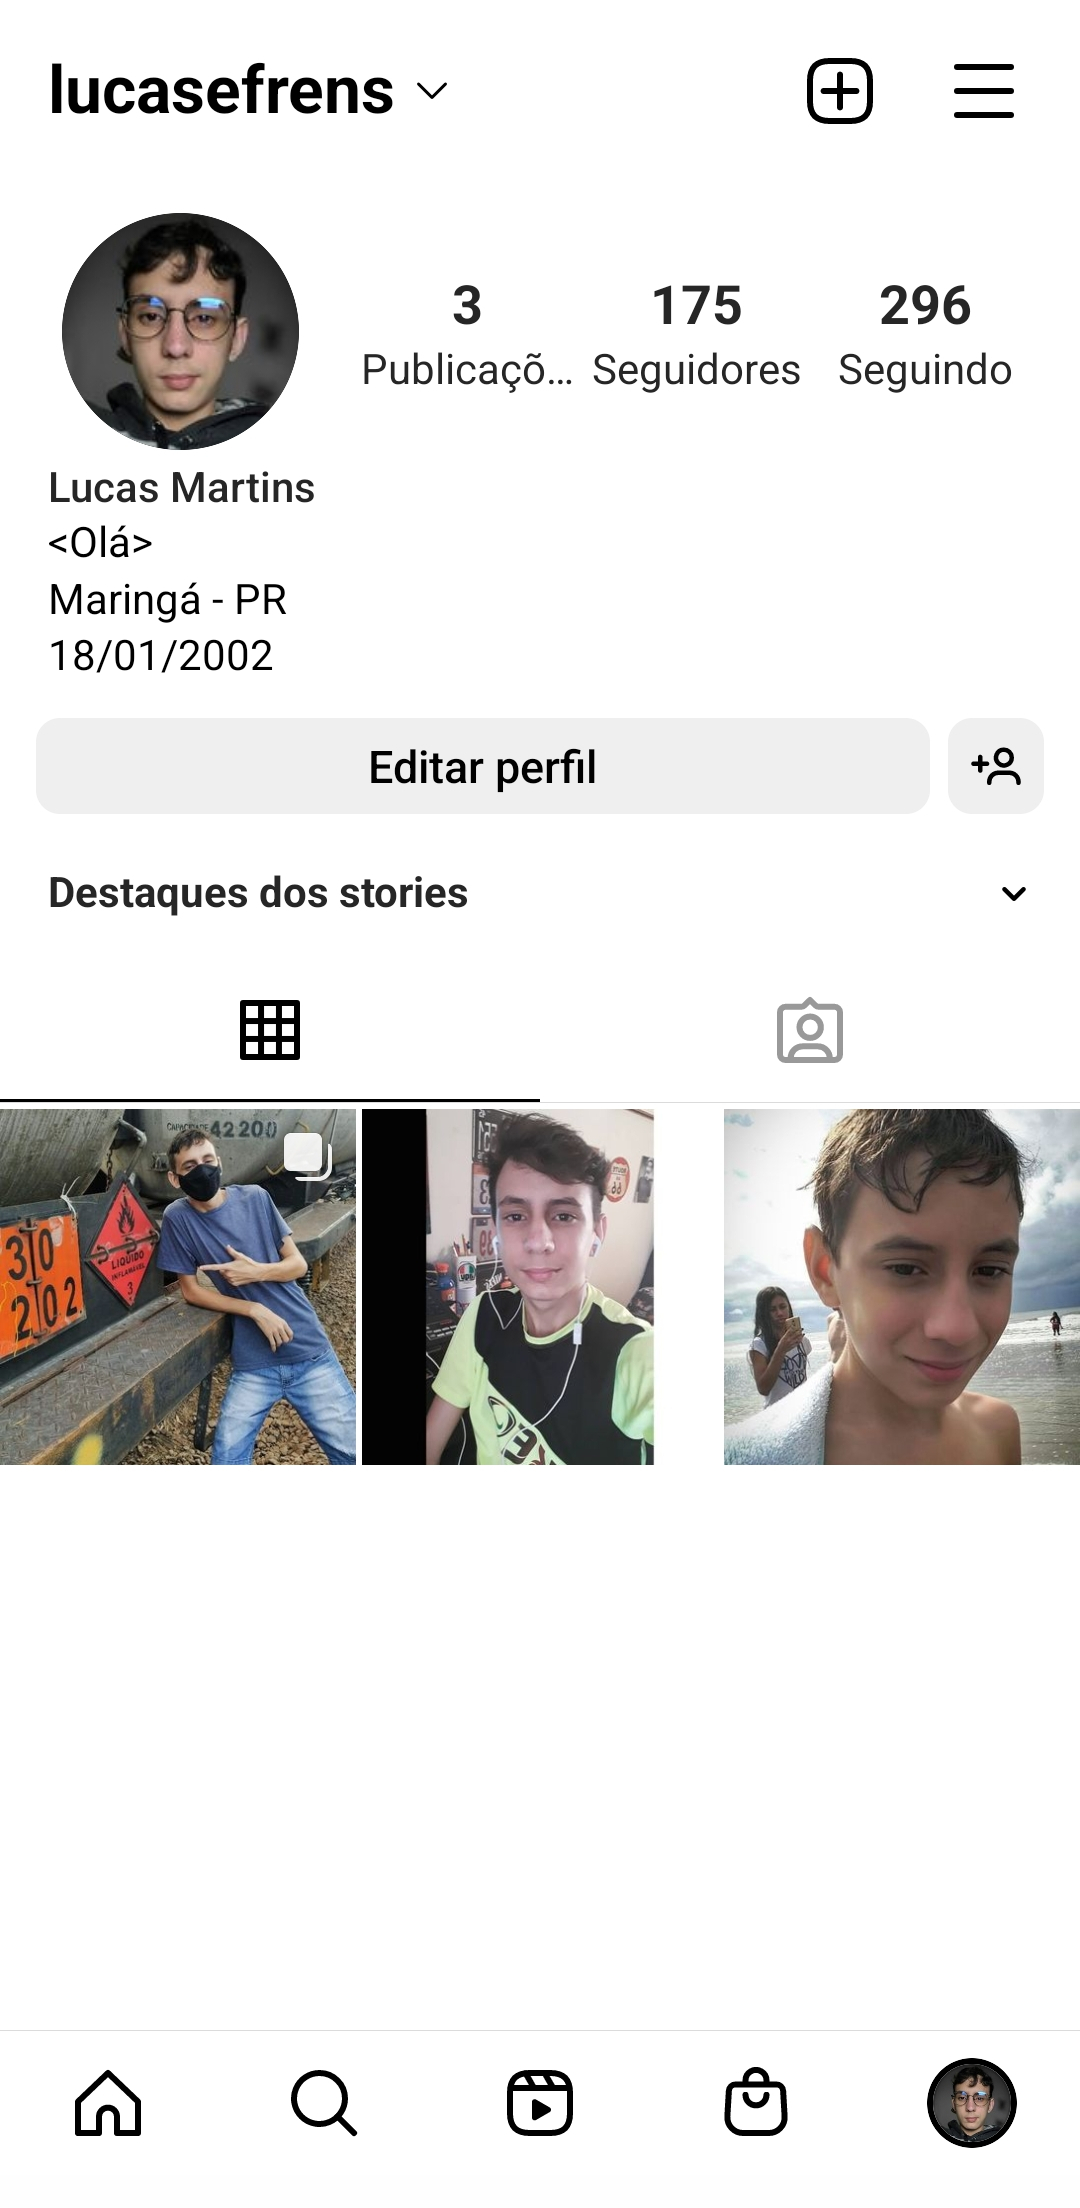 lucasefrens
3 175 296
Publicaçõ... Seguidores Seguindo
Lucas Martins
<Olá>
Maringá - PR
18/01/2002
Editar perfil
Destaques dos stories
CAPACIDADE 42200
30
202
LIQUIDO
INFLAMÁVEL
3